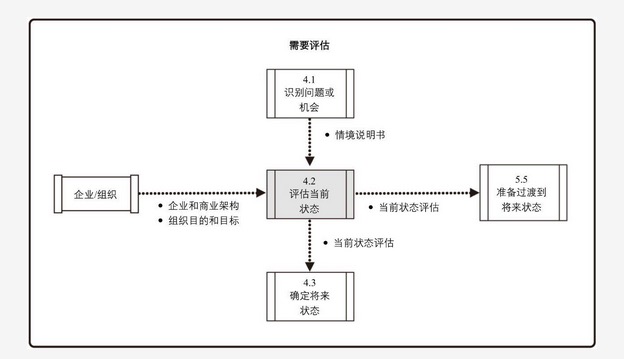 需要评估
4.1
识别问题或
机会
● 情境说明书
企业/组织
4.2
评估当前
状态
5.5
准备过渡到
将来状态
● 企业和商业架构
● 组织目的和目标
● 当前状态评估
● 当前状态评估
4.3
确定将来
状态